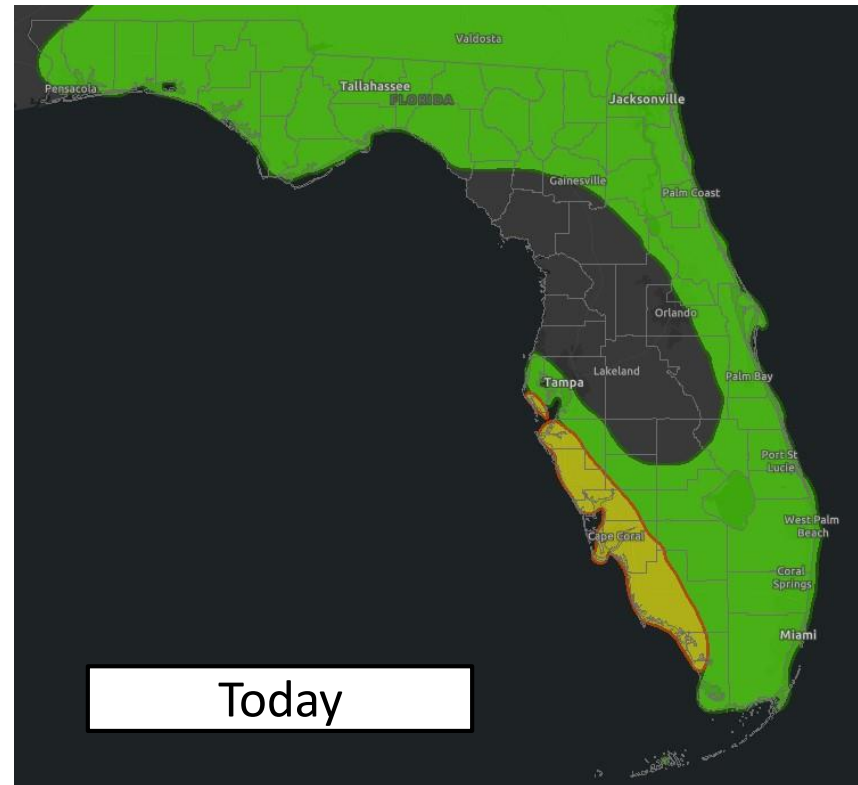 Valdosta
Pensacola
Tallahassee
FLORIDA
Jacksonville
Gainesville
Palm Coast
Orlando
Lakeland
Tampa
Palm Bay
Port St
Lucie
West Palm
Beach
Cape Coral
Coral
Springs
Miami
Today